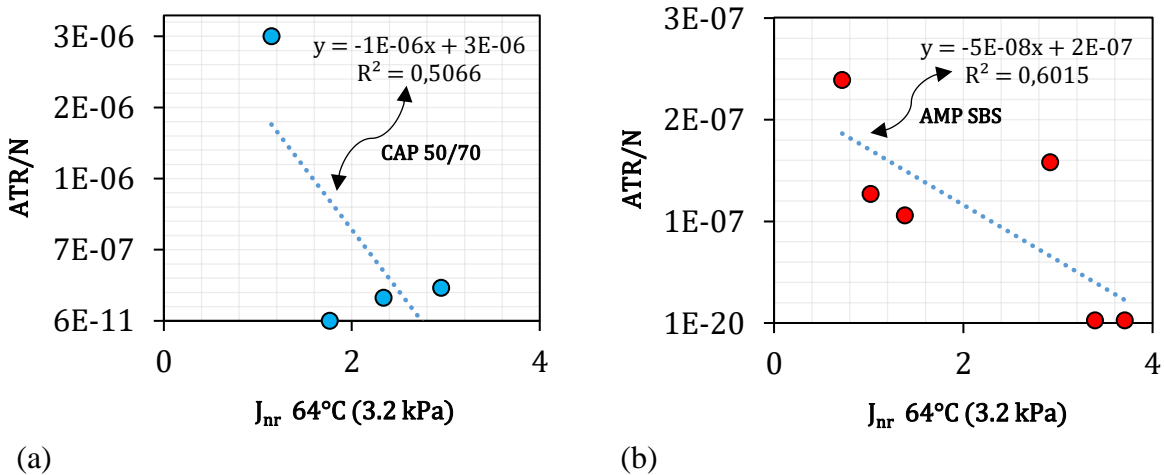 3E-06
2E-06
1E-06
7E-07
6E-11
ATR/N
y = -1E-06x + 3E-06
R² = 0,5066
CAP 50/70
0
2
4
Jnr 64°C (3.2 kPa)
(a)
3E-07
2E-07
1E-07
1E-20
ATR/N
y = -5E-08x + 2E-07
R² = 0,6015
AMP SBS
0
2
4
Jnr 64°C (3.2 kPa)
(b)